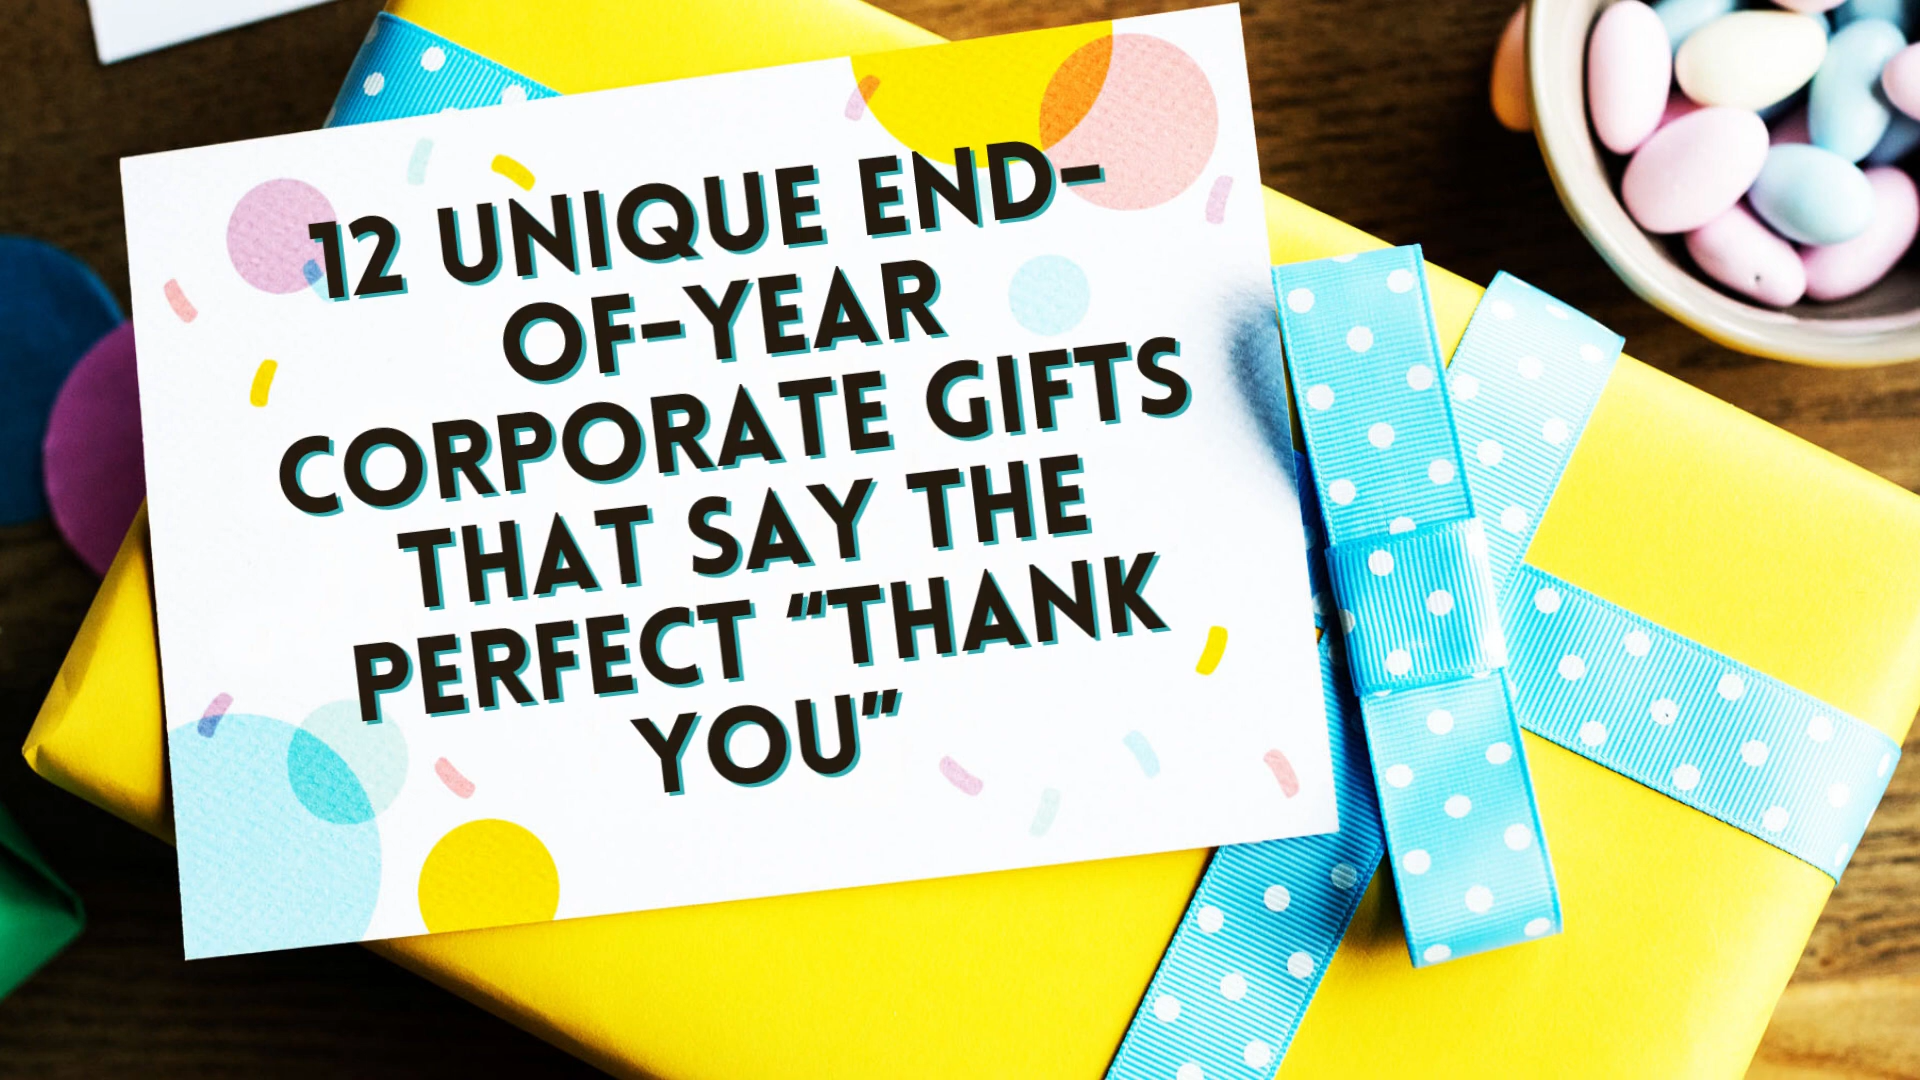 12 UNIQUE END-
OF-YEAR
CORPORATE GIFTS
THAT SAY THE
PERFECT “THANK
YOU”